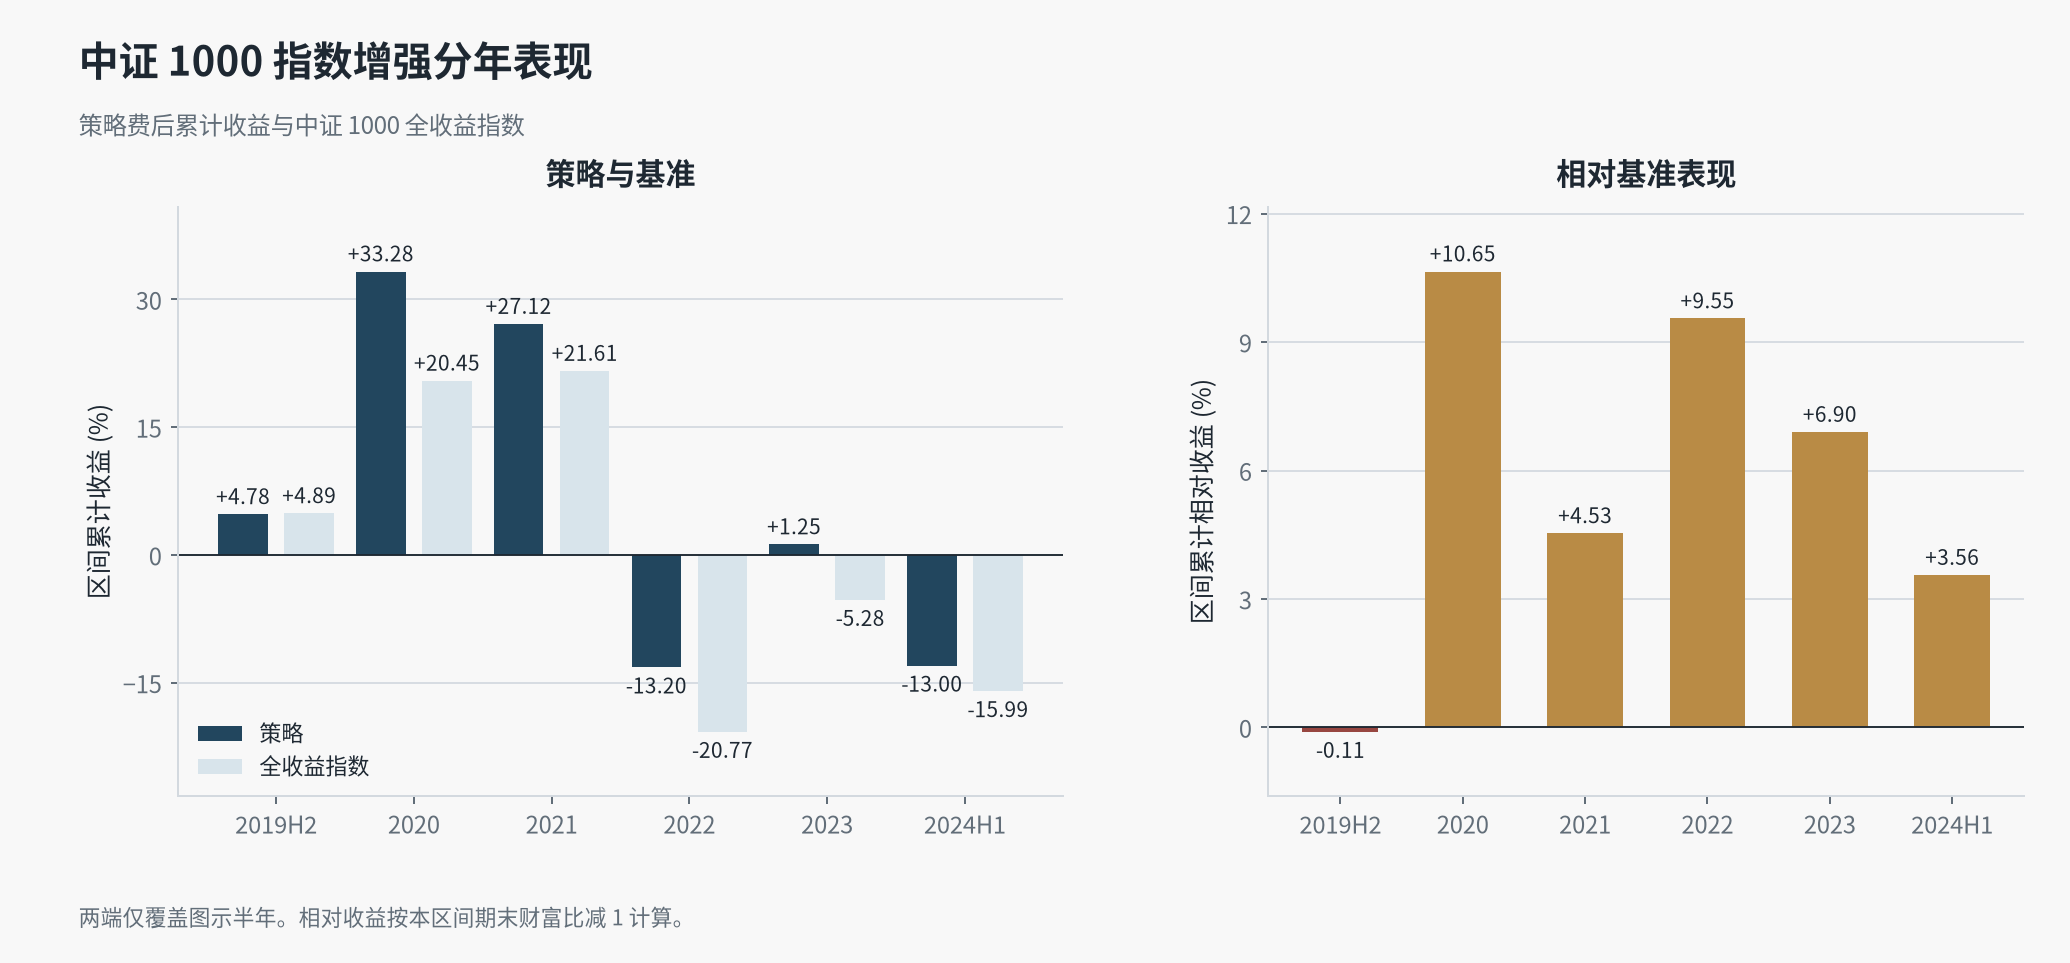 中证 1000 指数增强分年表现
策略费后累计收益与中证 1000 全收益指数
策略与基准
区间累计收益 (%)
30
15
0
−15
+4.78
+4.89
+33.28
+20.45
+27.12
+21.61
-13.20
-20.77
+1.25
-5.28
-13.00
-15.99
策略
全收益指数
2019H2
2020
2021
2022
2023
2024H1
相对基准表现
区间累计相对收益 (%)
12
9
6
3
0
-0.11
+10.65
+4.53
+9.55
+6.90
+3.56
2019H2
2020
2021
2022
2023
2024H1
两端仅覆盖图示半年。相对收益按本区间期末财富比减 1 计算。